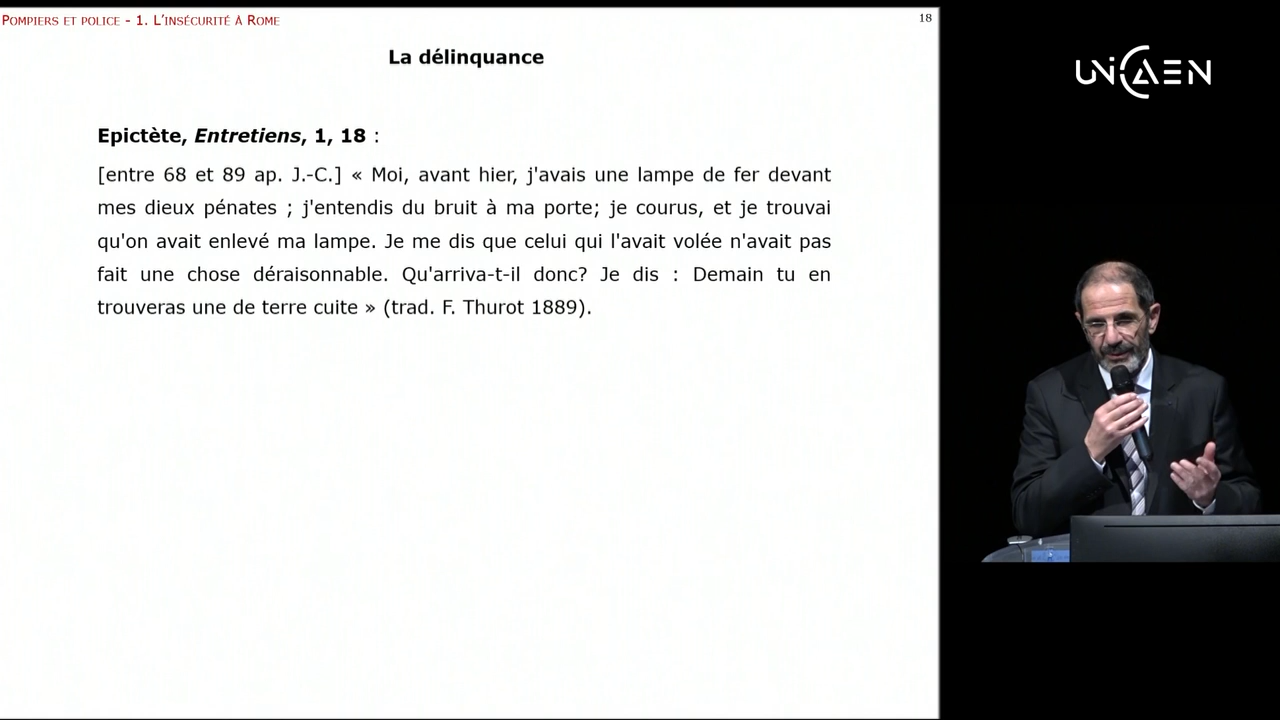 Pompiers et police - 1. L'insécurité à Rome
18
La délinquance
Epictète, Entretiens, 1, 18 :
[entre 68 et 89 ap. J.-C.] « Moi, avant hier, j'avais une lampe de fer devant
mes dieux pénates ; j'entendis du bruit à ma porte; je courus, et je trouvai
qu'on avait enlevé ma lampe. Je me dis que celui qui l'avait volée n'avait pas
fait une chose déraisonnable. Qu'arriva-t-il donc? Je dis : Demain tu en
trouveras une de terre cuite » (trad. F. Thurot 1889).
UNICAEN